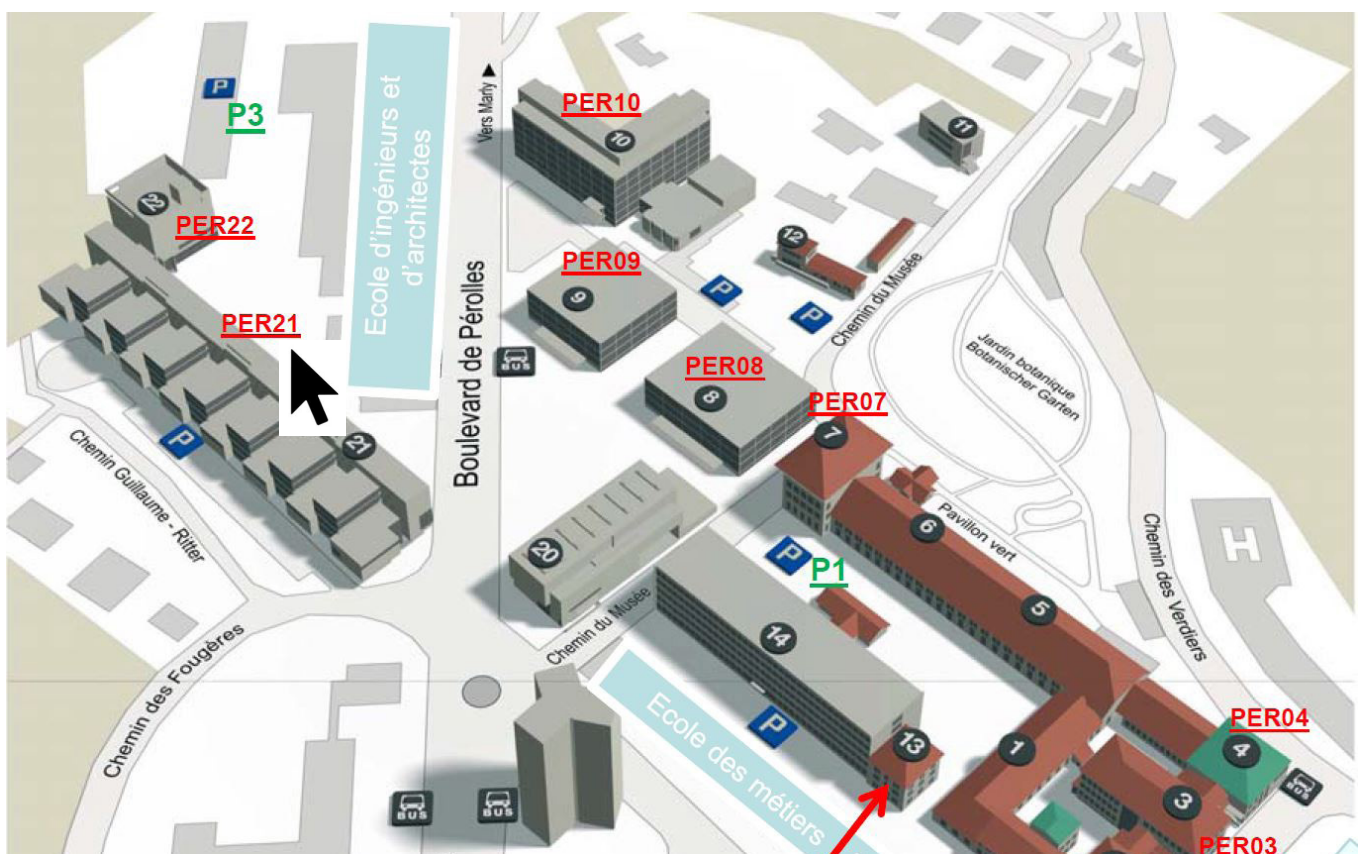 P
P3
Ecole d'ingénieurs et
d'architectes
Vers Marly
PER10
10
11
22
PER22
12
PER09
9
P
P
Chemin du Musée
PER21
Boulevard de Pérolles
BUS
PER08
8
Jardin botanique
Botanischer Garten
PER07
7
21
P
Chemin Guillaume - Ritter
6
Pavillon vert
H
20
P
P1
5
Chemin des Verdiers
Chemin du Musée
14
Chemin des Fougères
Ecole des métiers
P
13
1
PER04
4
BUS
BUS
BUS
3
PER03